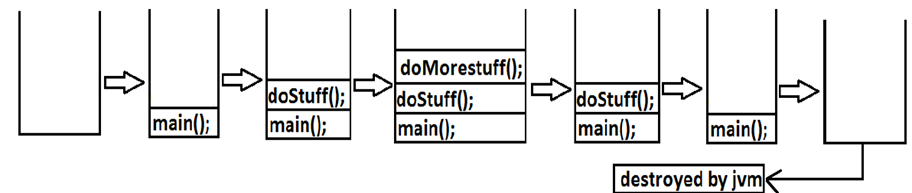 main();
doStuff();
main();
doMorestuff();
doStuff();
main();
doStuff();
main();
main();
destroyed by jvm